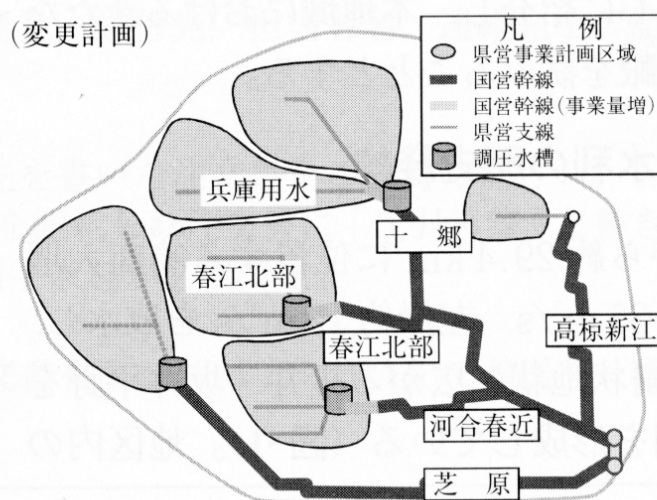 (変更計画)
凡 例
県営事業計画区域
国営幹線
国営幹線(事業量増)
県営支線
調圧水槽
兵庫用水
十 郷
春江北部
高椋新江
春江北部
河合春近
芝 原